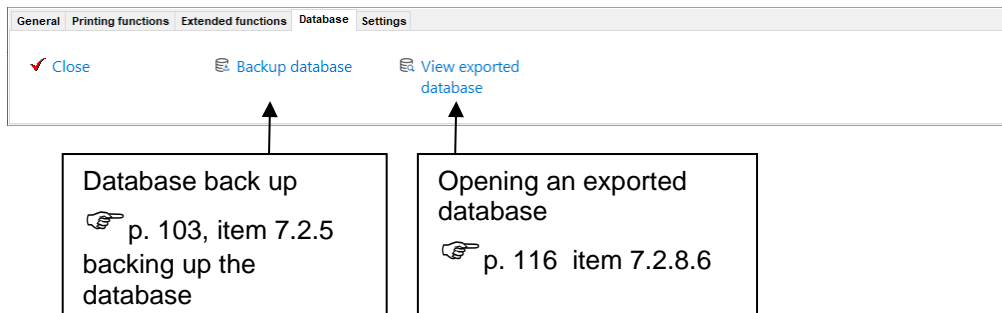 General Printing functions Extended functions Database Settings
Close Backup database View exported
database
Database back up
p. 103, item 7.2.5
backing up the
database
Opening an exported
database
p. 116 item 7.2.8.6